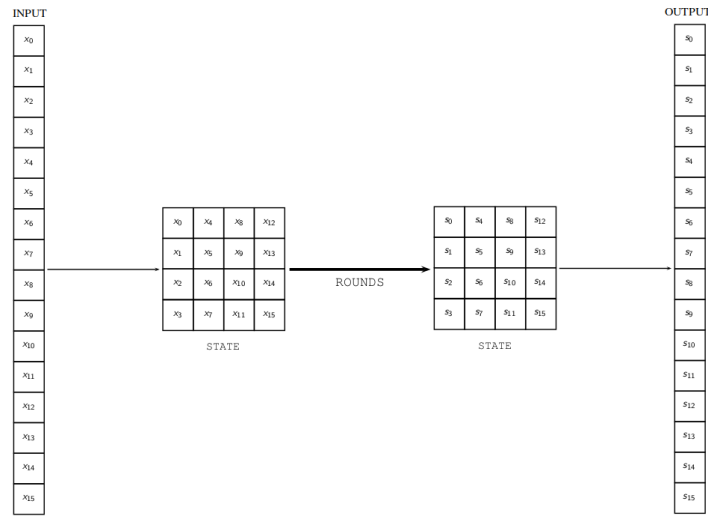 INPUT
x0
x1
x2
x3
x4
x5
x6
x7
x8
x9
x10
x11
x12
x13
x14
x15
x0 x4 x8 x12
x1 x5 x9 x13
x2 x6 x10 x14
x3 x7 x11 x15
STATE
ROUNDS
s0 s4 s8 s12
s1 s5 s9 s13
s2 s6 s10 s14
s3 s7 s11 s15
STATE
OUTPUT
s0
s1
s2
s3
s4
s5
s6
s7
s8
s9
s10
s11
s12
s13
s14
s15